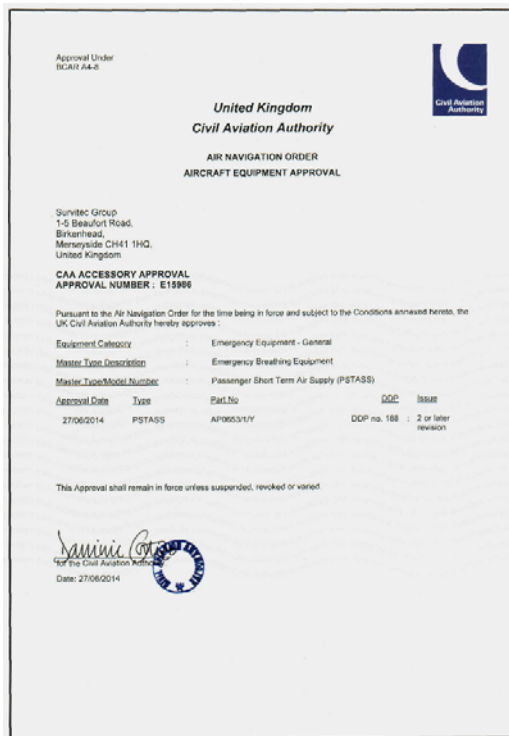 Approval Under
BCAR A4-8
Civil Aviation
Authority
United Kingdom
Civil Aviation Authority
AIR NAVIGATION ORDER
AIRCRAFT EQUIPMENT APPROVAL
Survitec Group
1-5 Beaufort Road,
Birkenhead,
Merseyside CH41 1HQ.
United Kingdom
CAA ACCESSORY APPROVAL
APPROVAL NUMBER : E15986
Pursuant to the Air Navigation Order for the time being in force and subject to the Conditions annexed hereto, the
UK Civil Aviation Authority hereby approves :
Equipment Category : Emergency Equipment - General
Master Type Description : Emergency Breathing Equipment
Master Type/Model Number : Passenger Short Term Air Supply (PSTASS)
Approval Date Type Part No DDP Issue
27/06/2014 PSTASS AP0653/1/Y DDP no. 188 : 2 or later
revision
This Approval shall remain in force unless suspended, revoked or varied.
Dominic
for the Civil Aviation Authority
Date: 27/06/2014
CIVIL AVIATION AUTHORITY